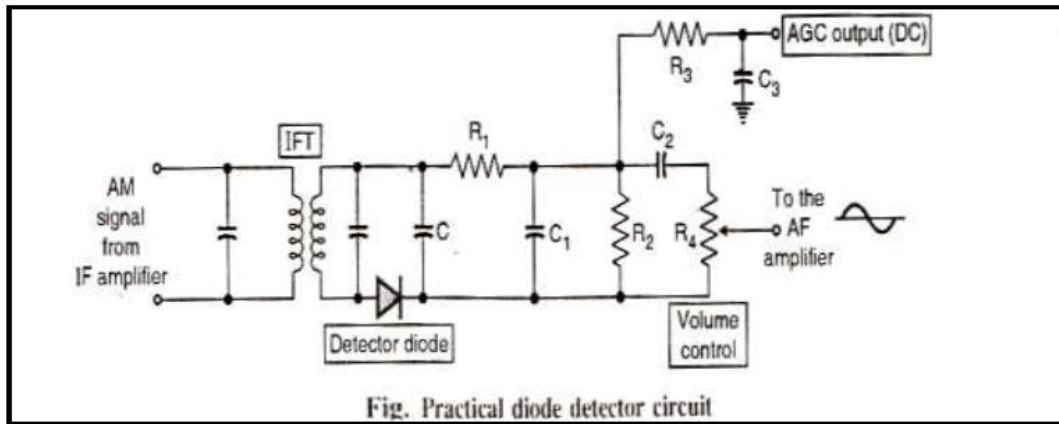 AGC output (DC)
R3
C3
IFT
R1
C2
AM
signal
from
IF amplifier
C
C1
R2
R4
To the
AF
amplifier
Detector diode
Volume
control
Fig. Practical diode detector circuit